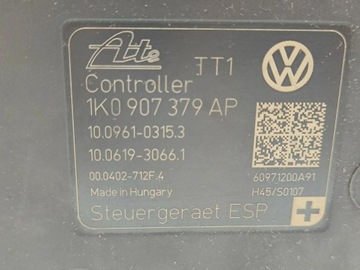 Ate TT1
Controller
1K0 907 379 AP
10.0961-0315.3
10.0619-3066.1
00.0402-712F.4 60971200A91
Made in Hungary H45/S0107
Steuergeraet ESP